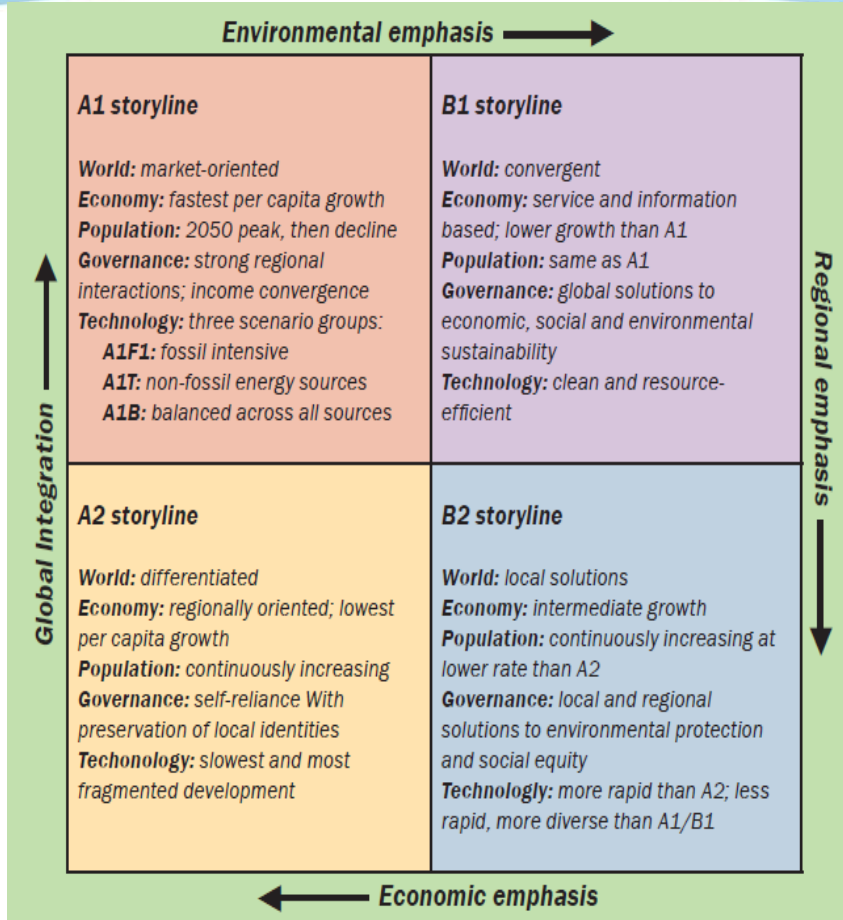 Environmental emphasis
A1 storyline
World: market-oriented
Economy: fastest per capita growth
Population: 2050 peak, then decline
Governance: strong regional
interactions; income convergence
Technology: three scenario groups:
A1F1: fossil intensive
A1T: non-fossil energy sources
A1B: balanced across all sources
B1 storyline
World: convergent
Economy: service and information
based; lower growth than A1
Population: same as A1
Governance: global solutions to
economic, social and environmental
sustainability
Technology: clean and resource-
efficient
Global Integration
Regional emphasis
A2 storyline
World: differentiated
Economy: regionally oriented; lowest
per capita growth
Population: continuously increasing
Governance: self-reliance With
preservation of local identities
Techonology: slowest and most
fragmented development
B2 storyline
World: local solutions
Economy: intermediate growth
Population: continuously increasing at
lower rate than A2
Governance: local and regional
solutions to environmental protection
and social equity
Technologly: more rapid than A2; less
rapid, more diverse than A1/B1
Economic emphasis